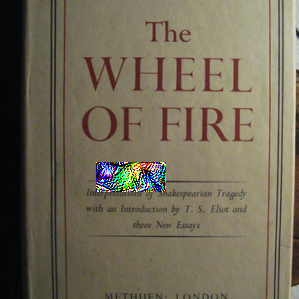 The
WHEEL
OF FIRE
of Shakespearian Tragedy
with an Introduction by T. S. Eliot and
three New Essays
METHUEN: LONDON